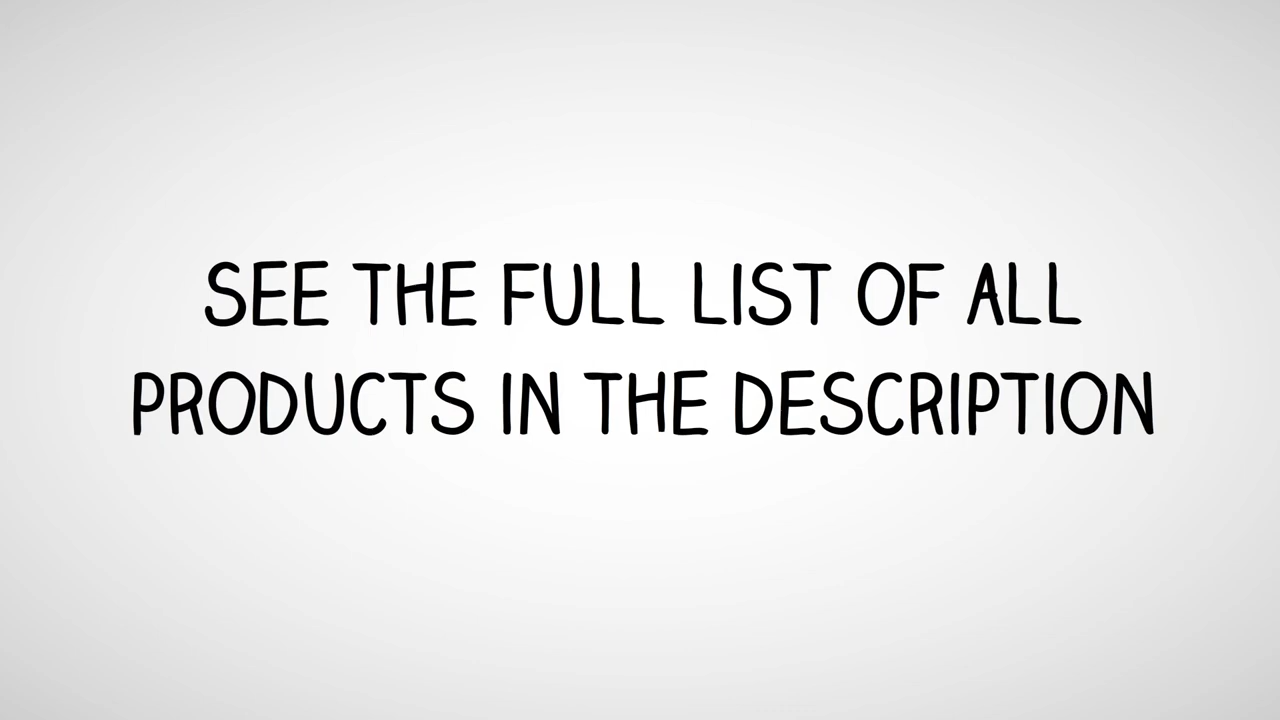 SEE THE FULL LIST OF ALL
PRODUCTS IN THE DESCRIPTION